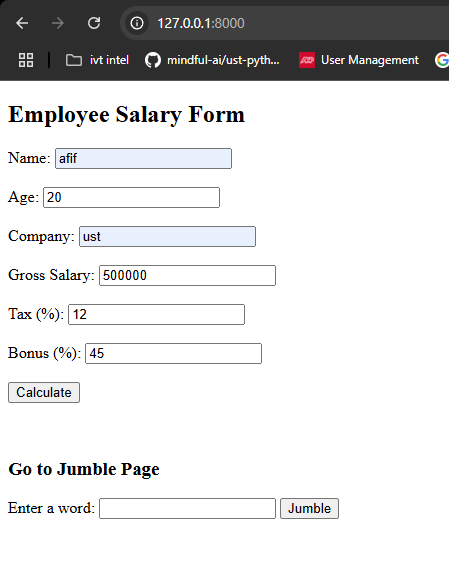 127.0.0.1:8000
ivt intel mindful-ai/ust-pyth... User Management
Employee Salary Form
Name: afif
Age: 20
Company: ust
Gross Salary: 500000
Tax (%): 12
Bonus (%): 45
Calculate
Go to Jumble Page
Enter a word: Jumble